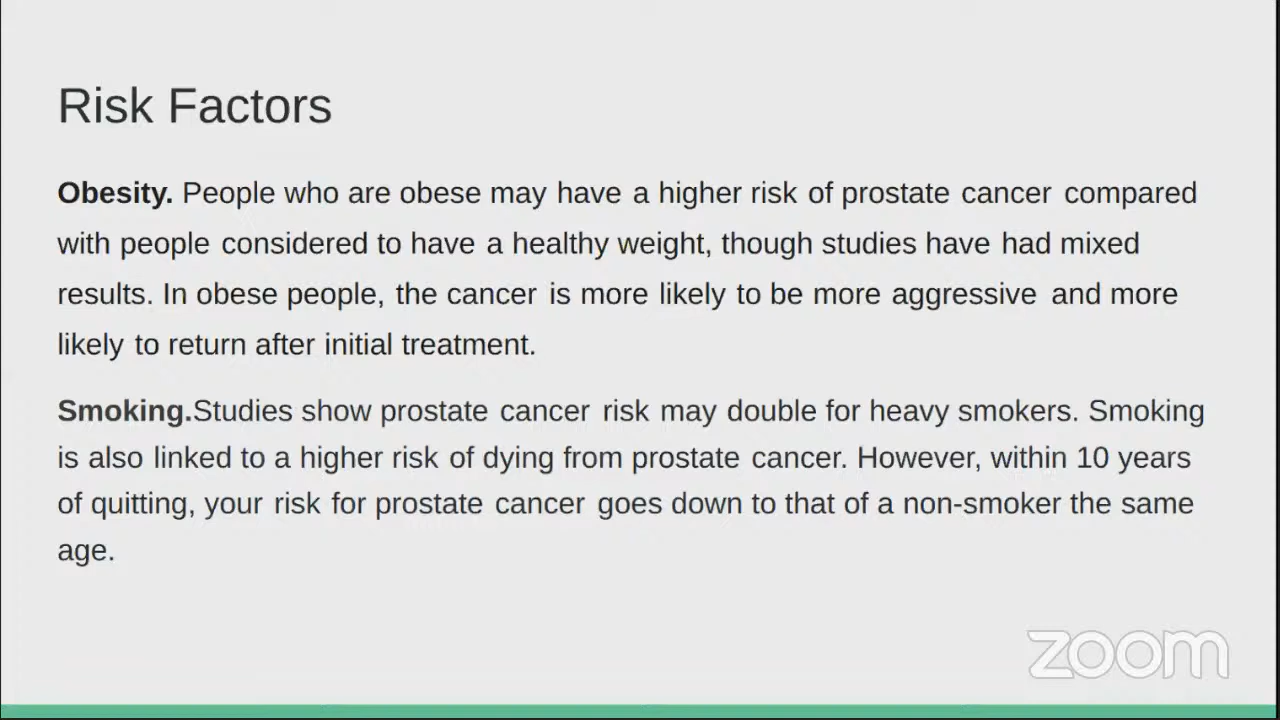 Risk Factors
Obesity. People who are obese may have a higher risk of prostate cancer compared
with people considered to have a healthy weight, though studies have had mixed
results. In obese people, the cancer is more likely to be more aggressive and more
likely to return after initial treatment.
Smoking.Studies show prostate cancer risk may double for heavy smokers. Smoking
is also linked to a higher risk of dying from prostate cancer. However, within 10 years
of quitting, your risk for prostate cancer goes down to that of a non-smoker the same
age.
zoom